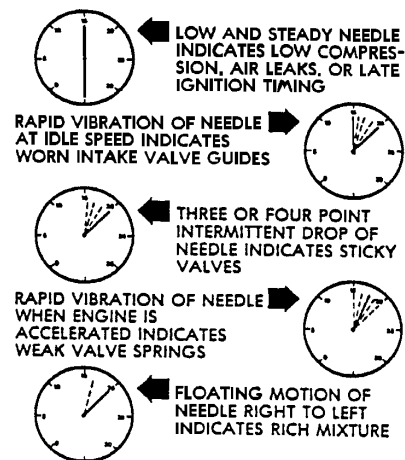 LOW AND STEADY NEEDLE
INDICATES LOW COMPRES-
SION, AIR LEAKS, OR LATE
IGNITION TIMING
RAPID VIBRATION OF NEEDLE
AT IDLE SPEED INDICATES
WORN INTAKE VALVE GUIDES
THREE OR FOUR POINT
INTERMITTENT DROP OF
NEEDLE INDICATES STICKY
VALVES
RAPID VIBRATION OF NEEDLE
WHEN ENGINE IS
ACCELERATED INDICATES
WEAK VALVE SPRINGS
FLOATING MOTION OF
NEEDLE RIGHT TO LEFT
INDICATES RICH MIXTURE